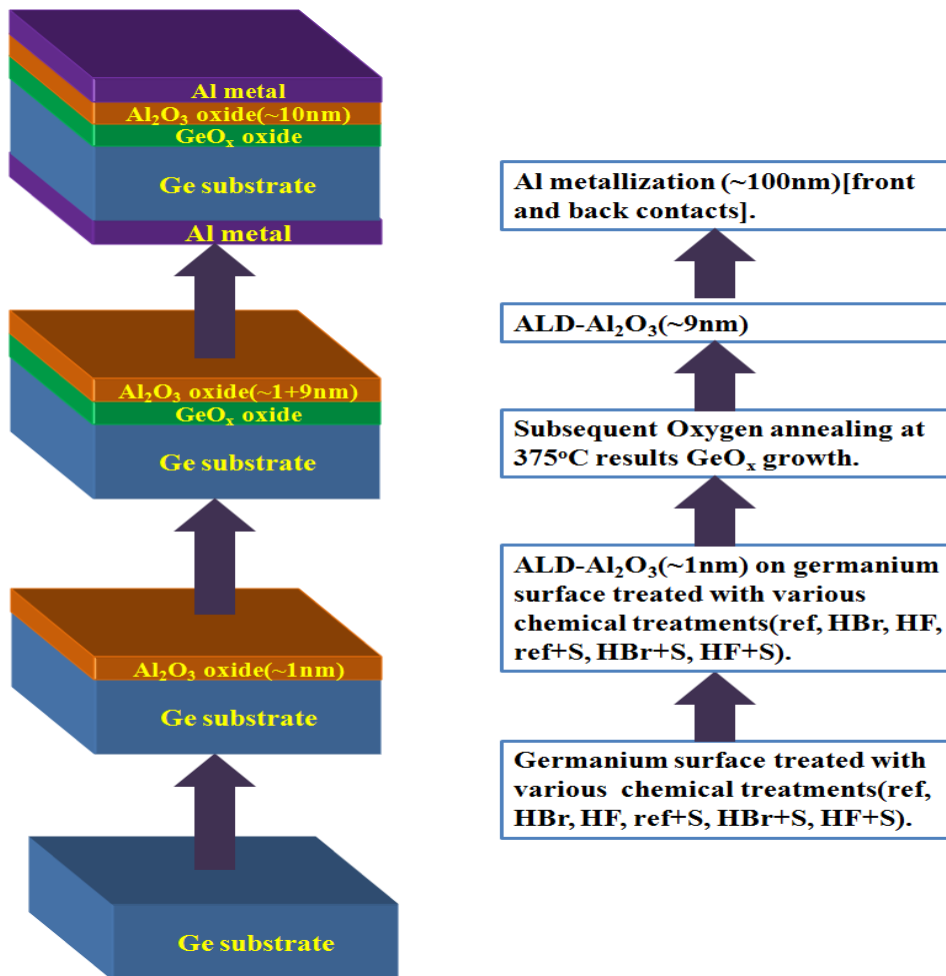 Al metal
Al₂O₃ oxide(~10nm)
GeOₓ oxide
Ge substrate
Al metal
Al₂O₃ oxide(~1+9nm)
GeOₓ oxide
Ge substrate
Al₂O₃ oxide(~1nm)
Ge substrate
Ge substrate
Al metallization (~100nm)[front
and back contacts].
ALD-Al₂O₃(~9nm)
Subsequent Oxygen annealing at
375°C results GeOₓ growth.
ALD-Al₂O₃(~1nm) on germanium
surface treated with various
chemical treatments(ref, HBr, HF,
ref+S, HBr+S, HF+S).
Germanium surface treated with
various chemical treatments(ref,
HBr, HF, ref+S, HBr+S, HF+S).